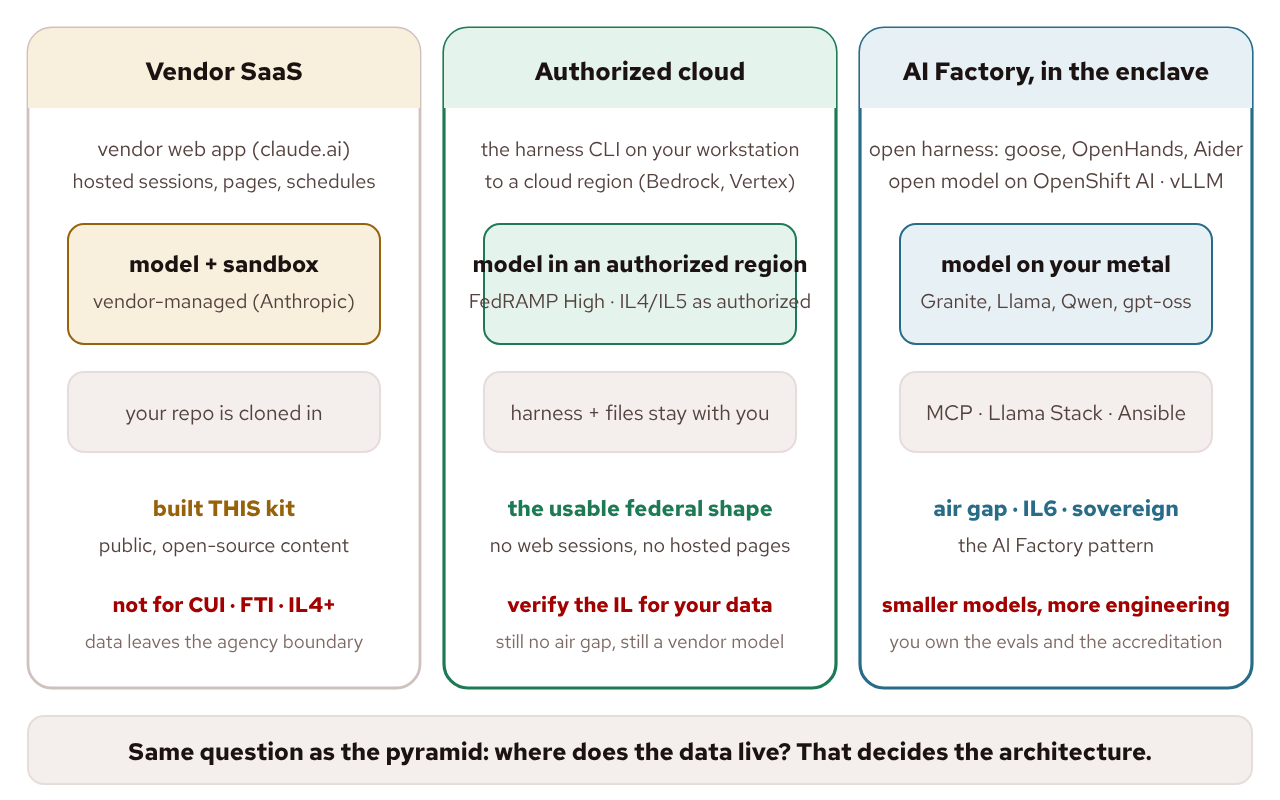 Vendor SaaS
vendor web app (claude.ai)
hosted sessions, pages, schedules
model + sandbox
vendor-managed (Anthropic)
your repo is cloned in
built THIS kit
public, open-source content
not for CUI · FTI · IL4+
data leaves the agency boundary
Authorized cloud
the harness CLI on your workstation
to a cloud region (Bedrock, Vertex)
model in an authorized region
FedRAMP High · IL4/IL5 as authorized
harness + files stay with you
the usable federal shape
no web sessions, no hosted pages
verify the IL for your data
still no air gap, still a vendor model
AI Factory, in the enclave
open harness: goose, OpenHands, Aider
open model on OpenShift AI · vLLM
model on your metal
Granite, Llama, Qwen, gpt-oss
MCP · Llama Stack · Ansible
air gap · IL6 · sovereign
the AI Factory pattern
smaller models, more engineering
you own the evals and the accreditation
Same question as the pyramid: where does the data live? That decides the architecture.